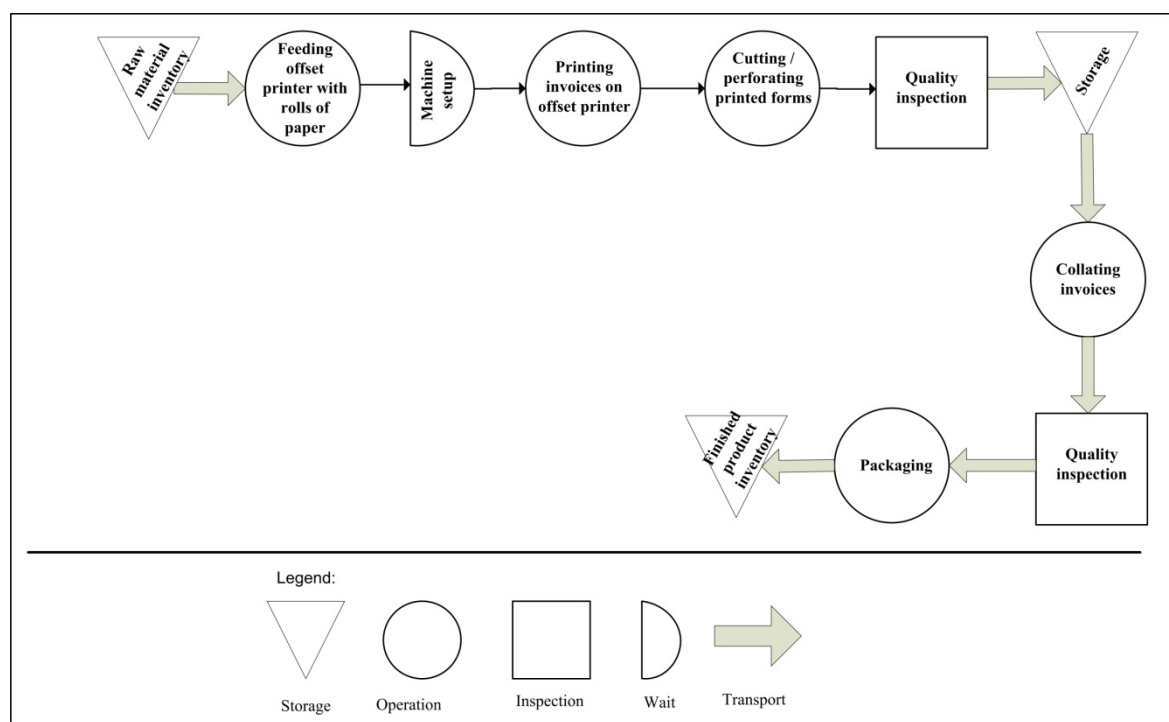 Raw
material
inventory
Feeding
offset
printer with
rolls of
paper
Machine
setup
Printing
invoices on
offset printer
Cutting /
perforating
printed forms
Quality
inspection
Storage
Collating
invoices
Quality
inspection
Packaging
Finished
product
inventory
Legend:
Storage
Operation
Inspection
Wait
Transport